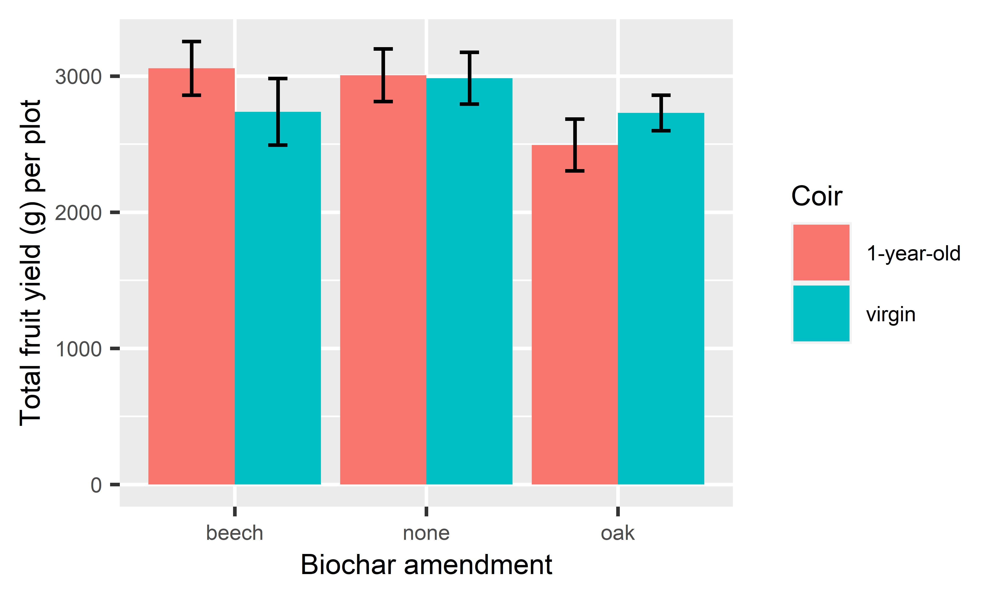 Total fruit yield (g) per plot
3000
2000
1000
0
beech none oak
Biochar amendment
Coir
1-year-old
virgin